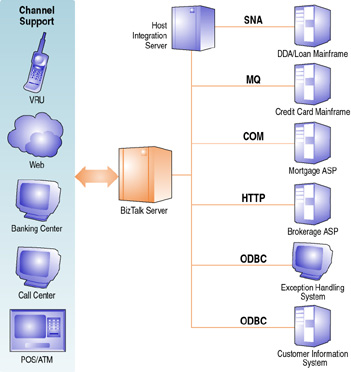 Channel
Support
VRU
Web
Banking Center
Call Center
POS/ATM
BizTalk Server
Host
Integration
Server
SNA
DDA/Loan Mainframe
MQ
Credit Card Mainframe
COM
Mortgage ASP
HTTP
Brokerage ASP
ODBC
Exception Handling
System
ODBC
Customer Information
System